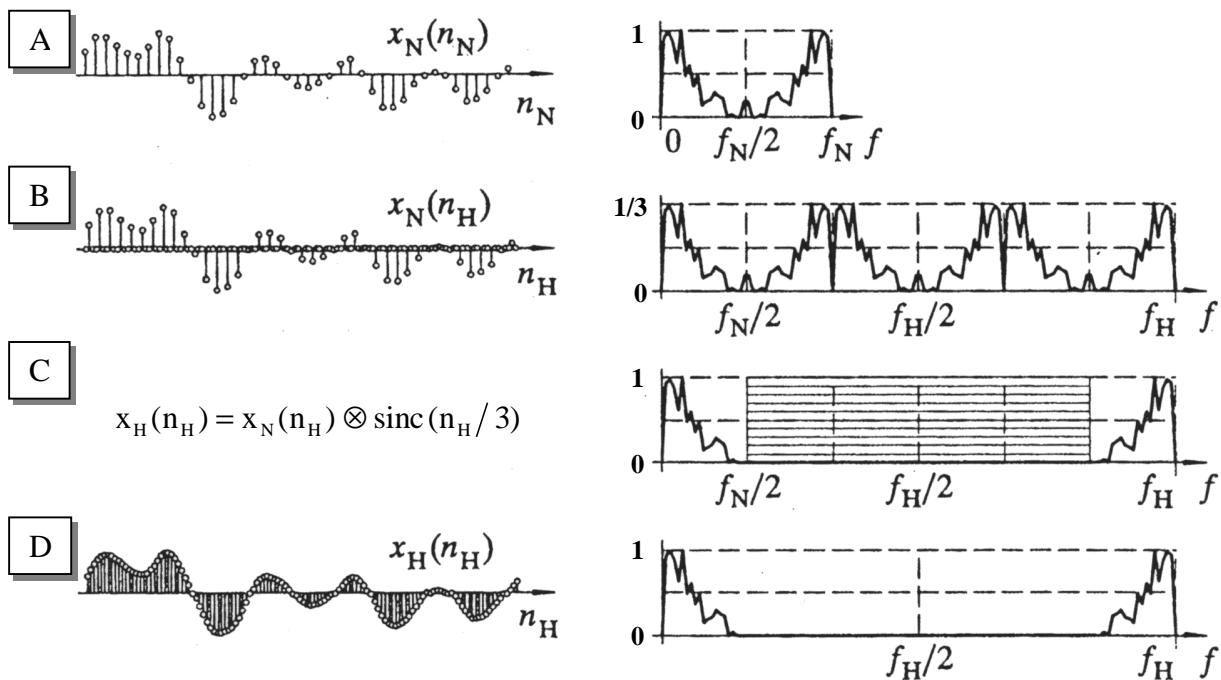 A
x_N(n_N)
n_N
1
0
0 f_N/2 f_N f
B
x_N(n_H)
n_H
1/3
0
f_N/2 f_H/2 f_H f
C
x_H(n_H) = x_N(n_H) ⊗ sinc(n_H/3)
1
0
f_N/2 f_H/2 f_H f
D
x_H(n_H)
n_H
1
0
f_H/2 f_H f